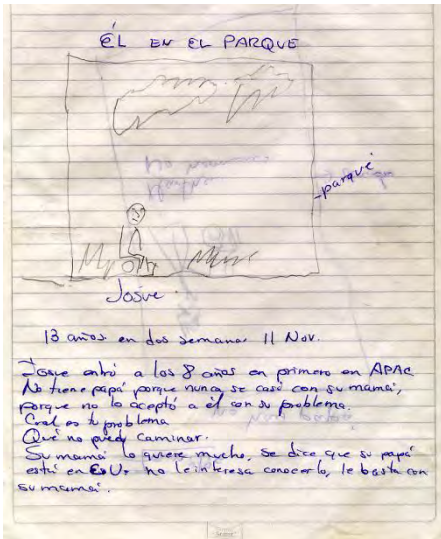 ÉL EN EL PARQUE
parque
Josue
13 años en dos semanas 11 Nov.
Josue entró a los 8 años en primero en APAC
No tiene papá porque nunca se casó con su mamá,
porque no lo aceptó a él con su problema.
Cual es tu problema
Que no puedo caminar.
Su mamá lo quiere mucho, se dice que su papá
está en EU. no le interesa conocerlo, le basta con
su mamá.